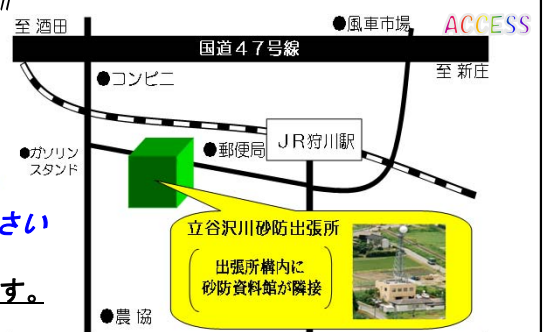 至 酒田
●風車市場
ACCESS
国道47号線
至 新庄
●コンビニ
●ガソリン
スタンド
●郵便局
JR狩川駅
さい
立谷沢川砂防出張所
出張所構内に
砂防資料館が隣接
す。
●農 協